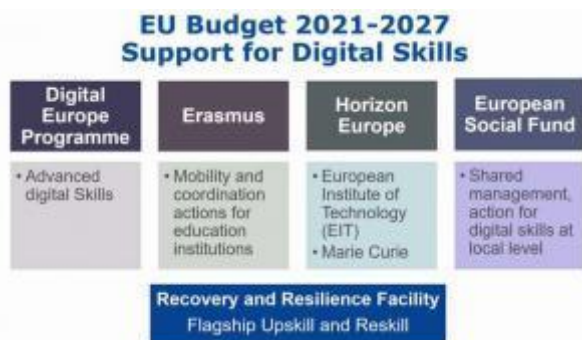 EU Budget 2021-2027
Support for Digital Skills
Digital
Europe
Programme
• Advanced
digital Skills
Erasmus
• Mobility and
coordination
actions for
education
institutions
Horizon
Europe
• European
Institute of
Technology
(EIT)
• Marie Curie
European
Social Fund
• Shared
management,
action for
digital skills at
local level
Recovery and Resilience Facility
Flagship Upskill and Reskill